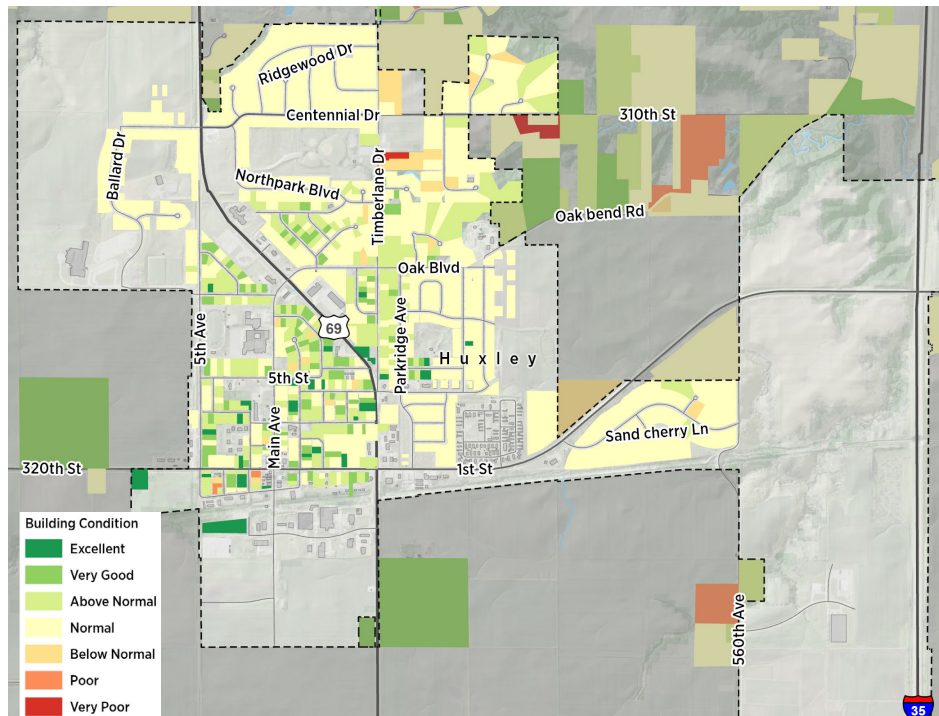 Ridgewood Dr
Centennial Dr
310th St
Ballard Dr
Timberlane Dr
Northpark Blvd
Oak bend Rd
Oak Blvd
5th Ave
69
Parkridge Ave
Huxley
5th St
Main Ave
Sand cherry Ln
320th St
1st St
Building Condition
Excellent
Very Good
Above Normal
Normal
Below Normal
Poor
Very Poor
560th Ave
35